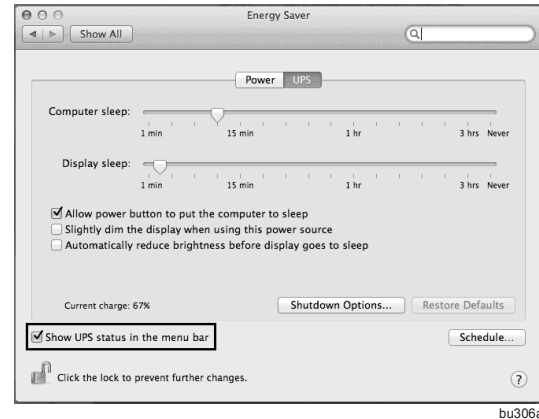 Energy Saver
Show All
Power UPS
Computer sleep:
1 min 15 min 1 hr 3 hrs Never
Display sleep:
1 min 15 min 1 hr 3 hrs Never
Allow power button to put the computer to sleep
Slightly dim the display when using this power source
Automatically reduce brightness before display goes to sleep
Current charge: 67% Shutdown Options... Restore Defaults
Show UPS status in the menu bar Schedule...
Click the lock to prevent further changes. ?
bu306a